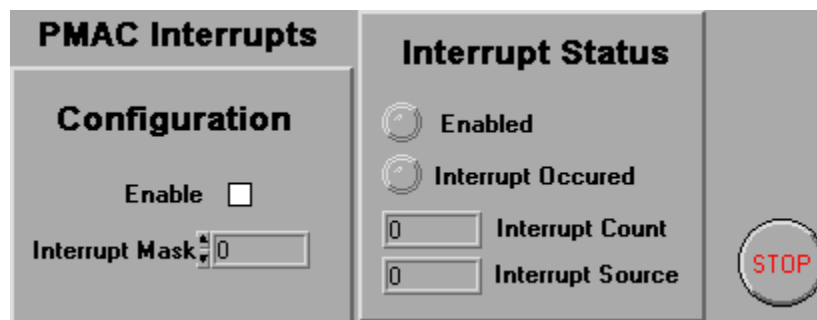 PMAC Interrupts
Configuration
Enable
Interrupt Mask 0
Interrupt Status
Enabled
Interrupt Occured
0 Interrupt Count
0 Interrupt Source
STOP